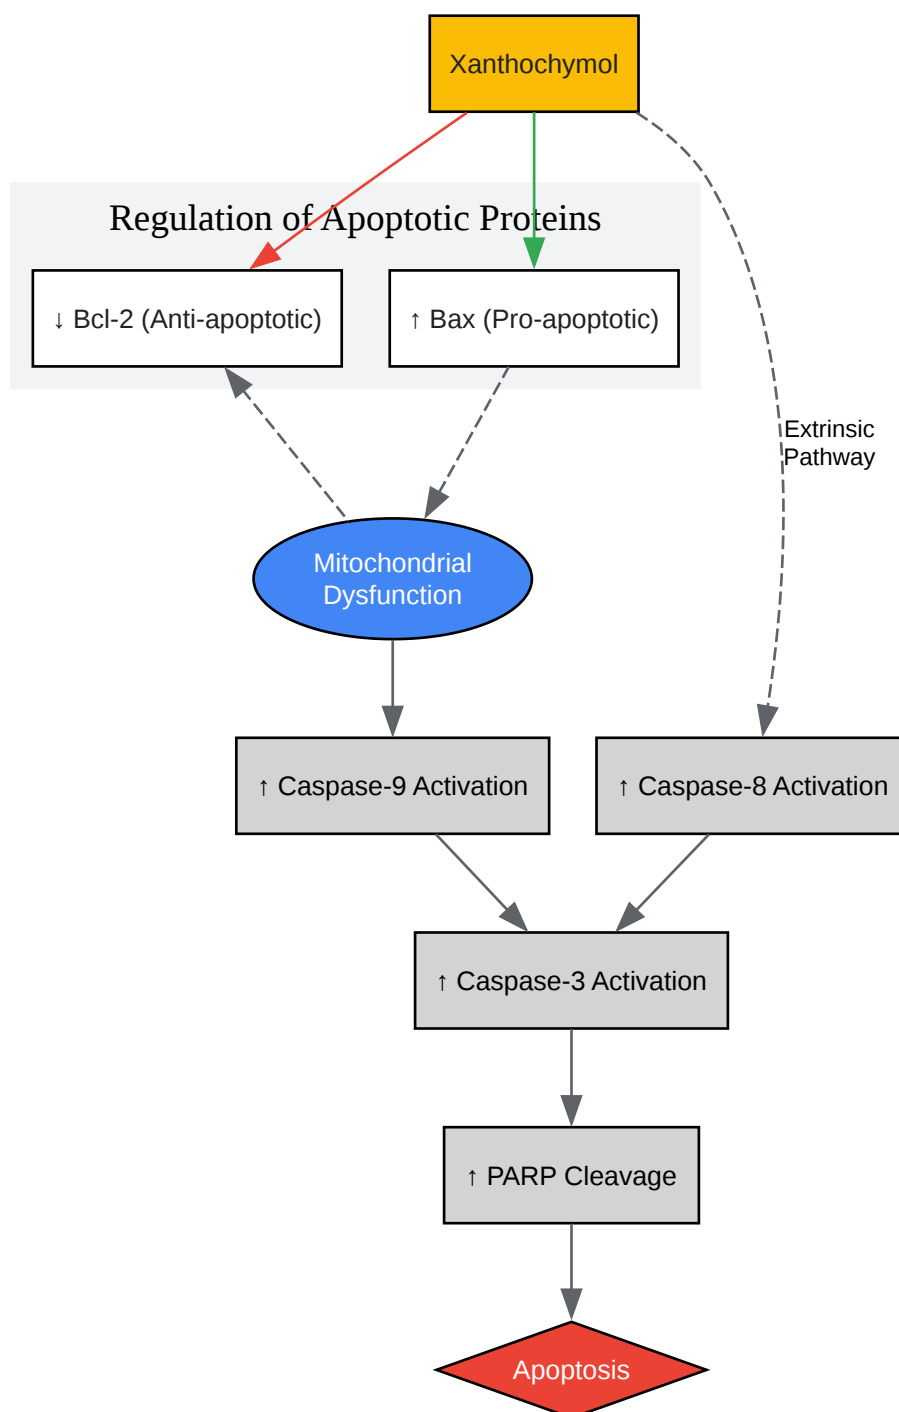 Xanthochymol
Regulation of Apoptotic Proteins
↓ Bcl-2 (Anti-apoptotic)
↑ Bax (Pro-apoptotic)
Extrinsic
Pathway
Mitochondrial
Dysfunction
↑ Caspase-9 Activation
↑ Caspase-8 Activation
↑ Caspase-3 Activation
↑ PARP Cleavage
Apoptosis